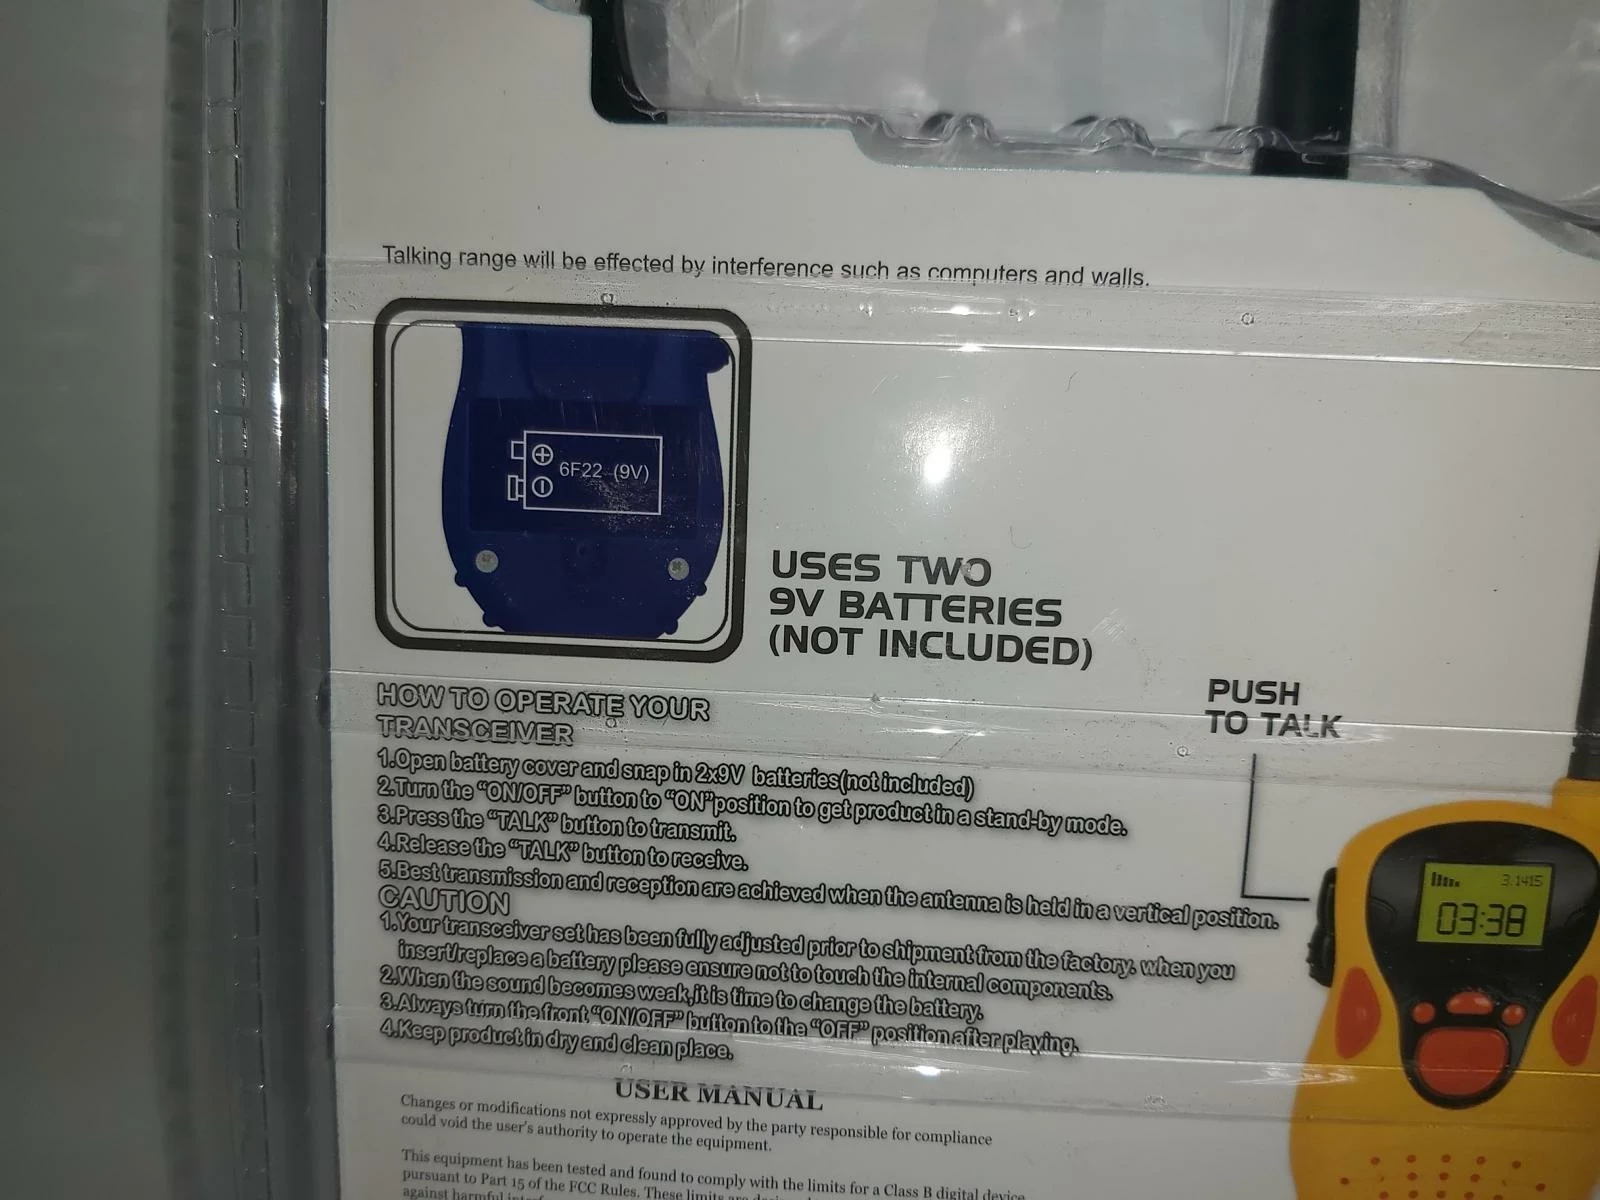 Talking range will be effected by interference such as computers and walls.
6F22 (9V)
USES TWO
9V BATTERIES
(NOT INCLUDED)
PUSH
TO TALK
HOW TO OPERATE YOUR
TRANSCEIVER
1.Open battery cover and snap in 2x9V batteries(not included)
2.Turn the "ON/OFF" button to "ON"position to get product in a stand-by mode.
3.Press the "TALK" button to transmit.
4.Release the "TALK" button to receive.
5.Best transmission and reception are achieved when the antenna is held in a vertical position.
CAUTION
1.Your transceiver set has been fully adjusted prior to shipment from the factory. when you
insert/replace a battery please ensure not to touch the internal components.
2.When the sound becomes weak,it is time to change the battery.
3.Always turn the front "ON/OFF" button to the "OFF" position after playing.
4.Keep product in dry and clean place.
3.1415
03:38
USER MANUAL
Changes or modifications not expressly approved by the party responsible for compliance
could void the user's authority to operate the equipment.
This equipment has been tested and found to comply with the limits for a Class B digital device
pursuant to Part 15 of the FCC Rules. These limits are
against harmful